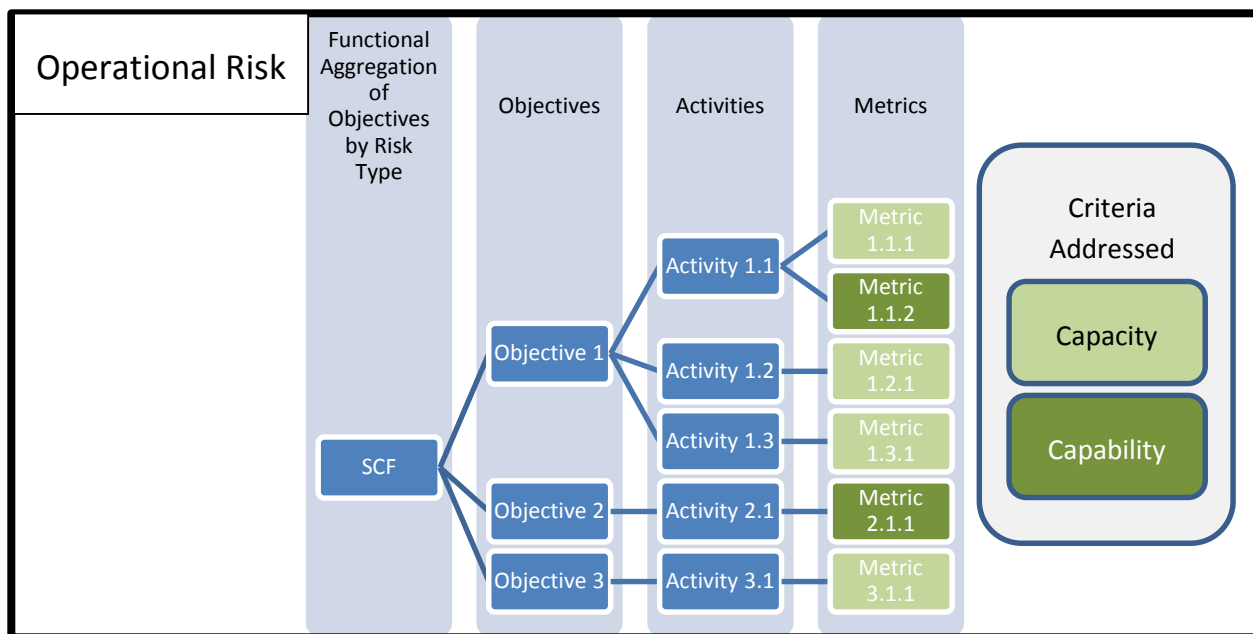 Operational Risk
Functional
Aggregation
of
Objectives
by Risk
Type
Objectives
Activities
Metrics
SCF
Objective 1
Objective 2
Objective 3
Activity 1.1
Activity 1.2
Activity 1.3
Activity 2.1
Activity 3.1
Metric
1.1.1
Metric
1.1.2
Metric
1.2.1
Metric
1.3.1
Metric
2.1.1
Metric
3.1.1
Criteria
Addressed
Capacity
Capability